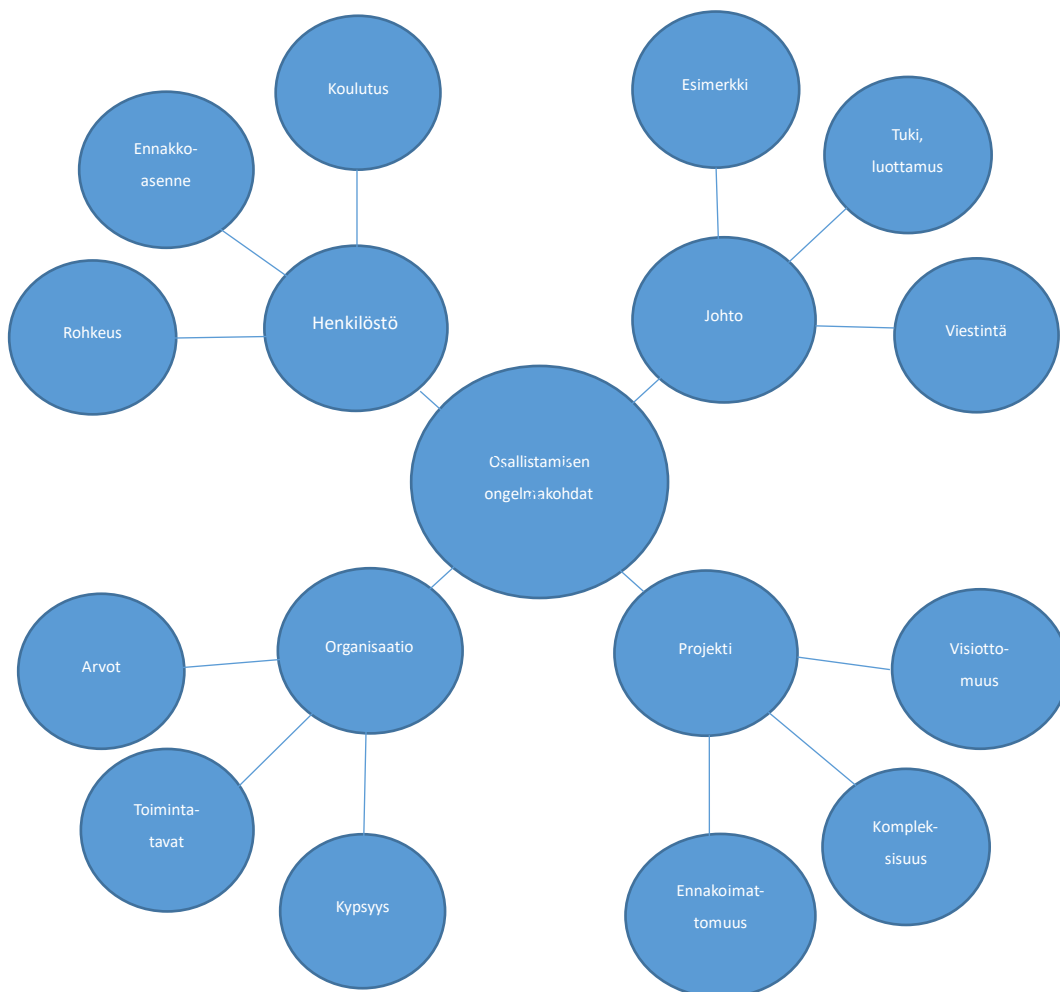 Koulutus
Esimerkki
Ennakko-
asenne
Tuki,
luottamus
Rohkeus
Henkilöstö
Johto
Viestintä
Osallistamisen
ongelmakohdat
Arvot
Organisaatio
Projekti
Visiotto-
muus
Toiminta-
tavat
Komplek-
sisuus
Kypsyys
Ennakoimat-
tomuus